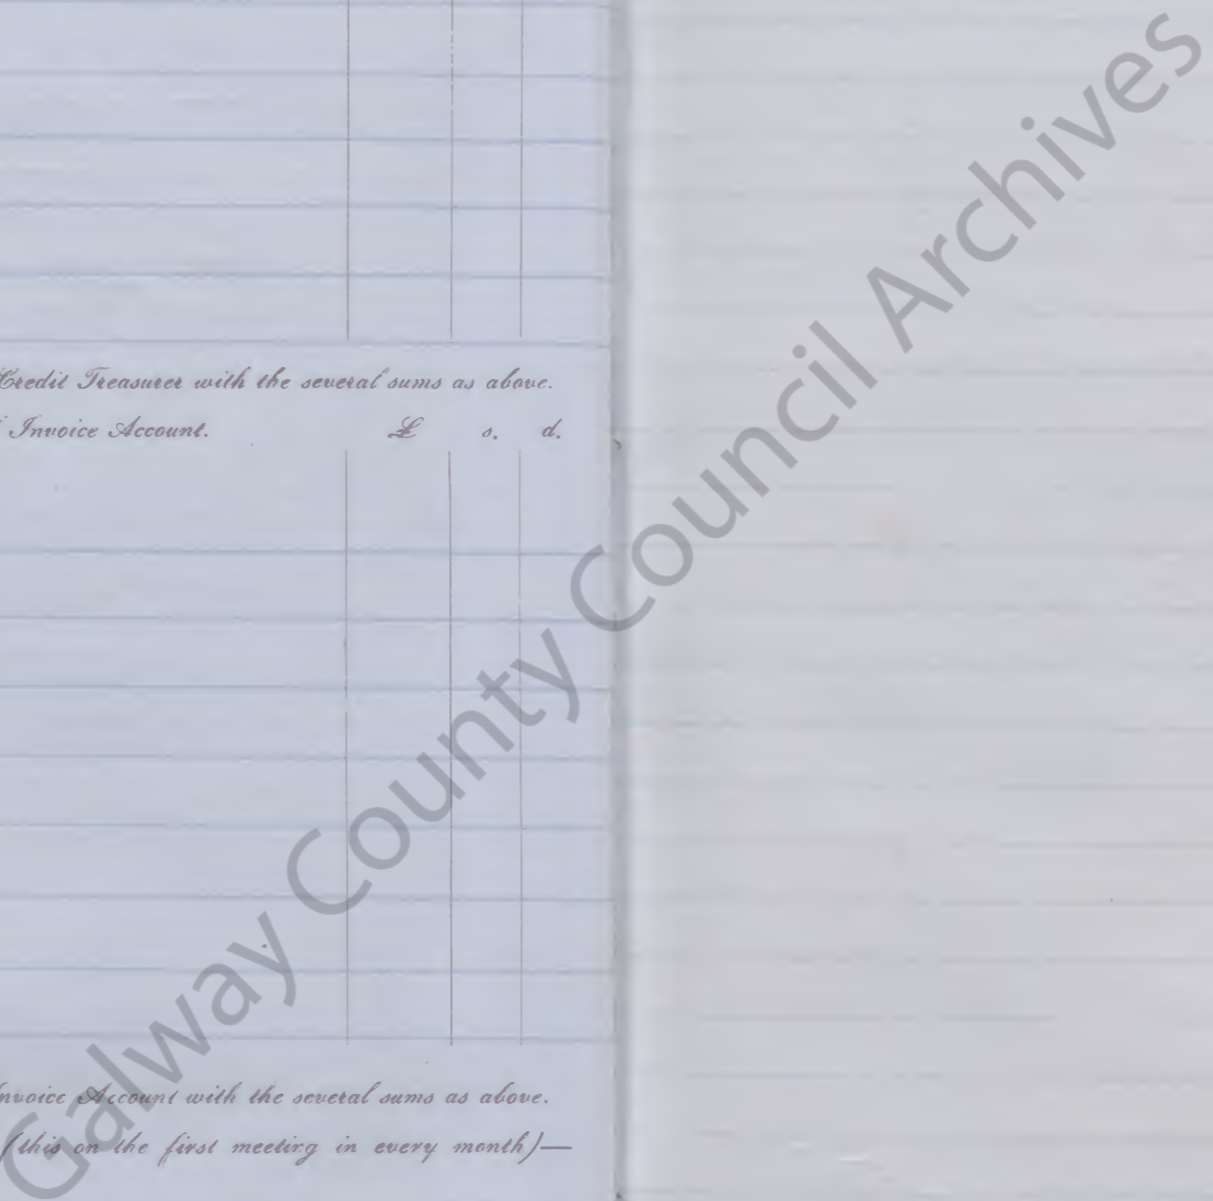 Credit Treasurer with the several sums as above.
Invoice Account. £ s. d.
Invoice Account with the several sums as above.
(this on the first meeting in every month)—
Galway County Council Archives